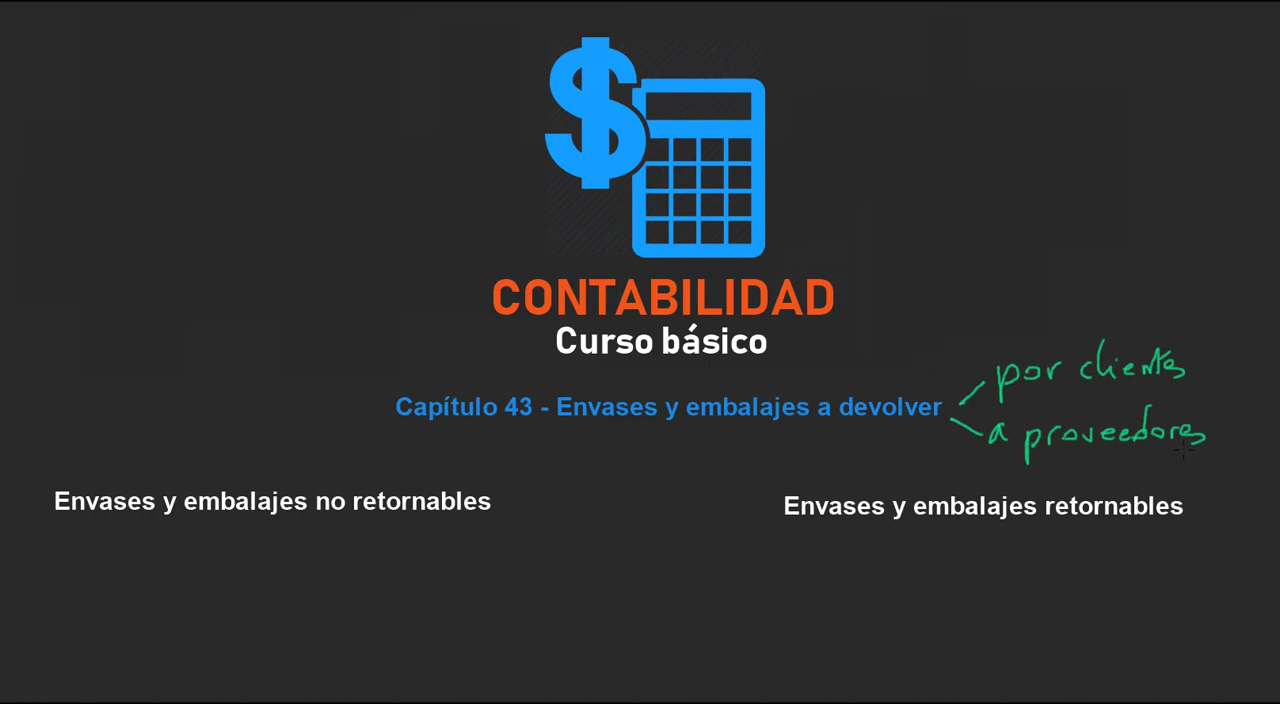 CONTABILIDAD
Curso básico
por clientes
Capítulo 43 - Envases y embalajes a devolver
a proveedores
Envases y embalajes no retornables
Envases y embalajes retornables